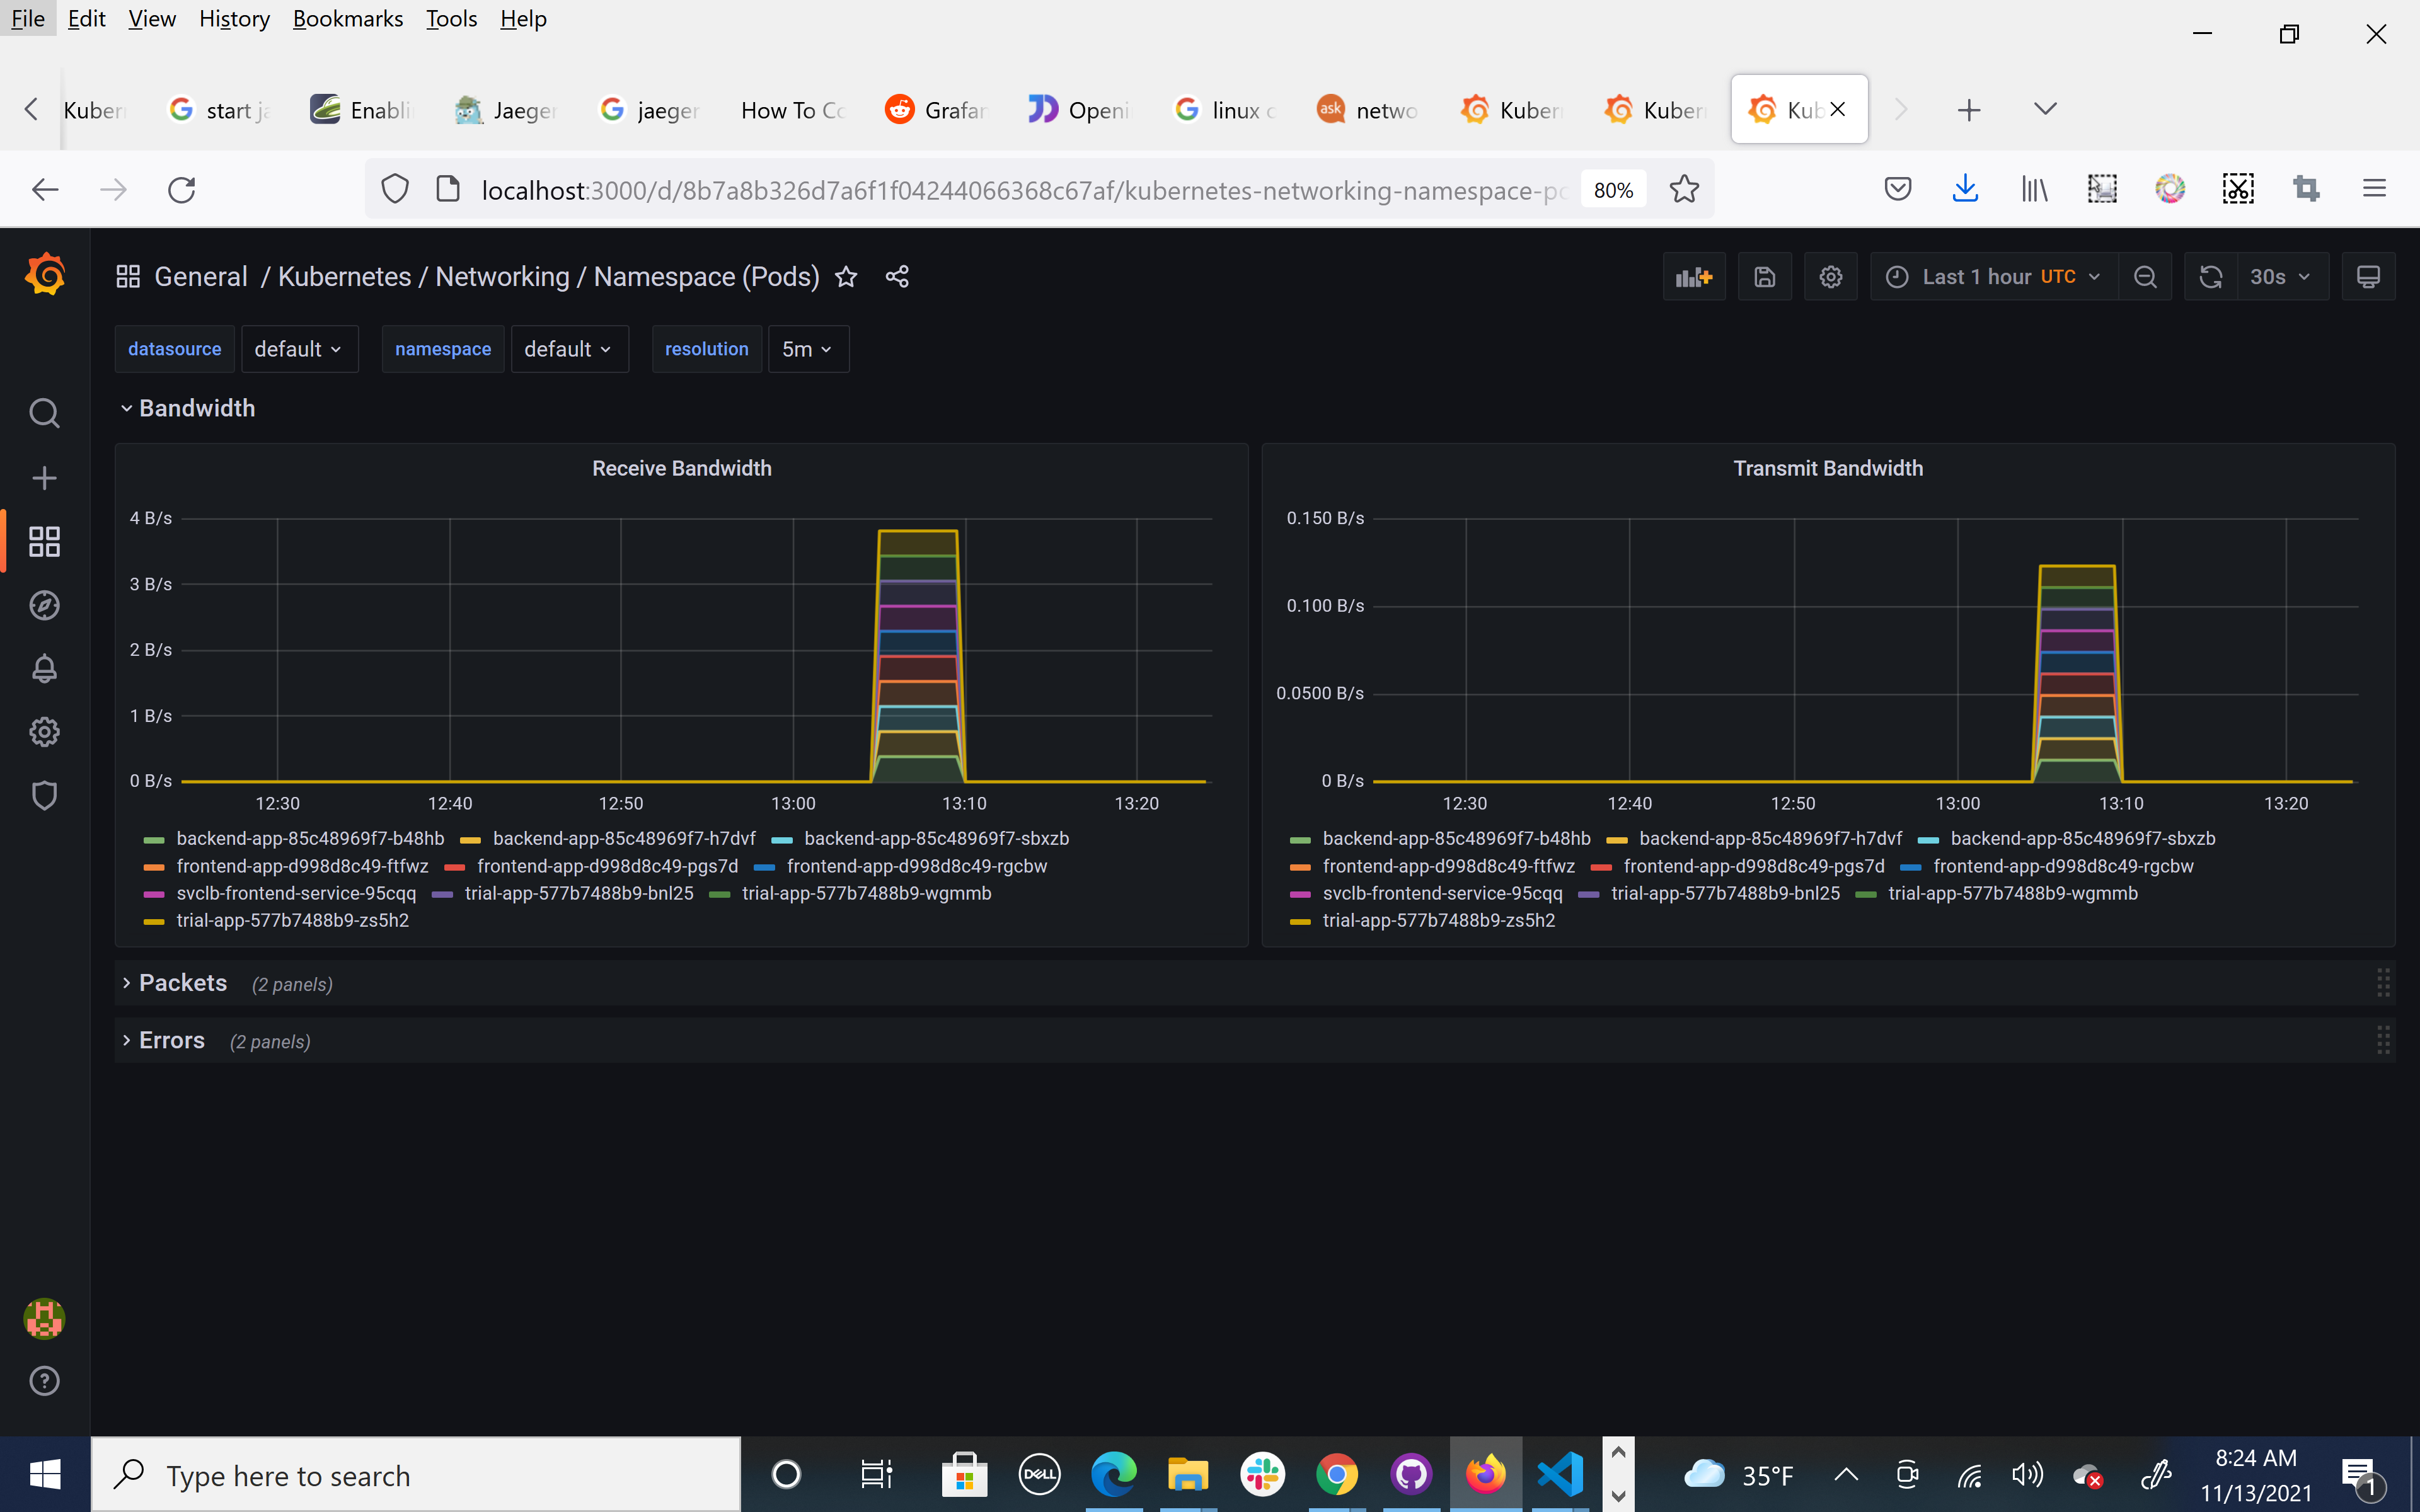 File Edit View History Bookmarks Tools Help
Kuber start ja Enabli Jaeger jaeger How To Co Grafan Openi linux c ask netwo Kuber Kuber Kub
localhost:3000/d/8b7a8b326d7a6f1f04244066368c67af/kubernetes-networking-namespace-po 80%
General / Kubernetes / Networking / Namespace (Pods) Last 1 hour UTC 30s
datasource default namespace default resolution 5m
Bandwidth
Receive Bandwidth
4 B/s
3 B/s
2 B/s
1 B/s
0 B/s
12:30 12:40 12:50 13:00 13:10 13:20
backend-app-85c48969f7-b48hb backend-app-85c48969f7-h7dvf backend-app-85c48969f7-sbxzb
frontend-app-d998d8c49-ftfwz frontend-app-d998d8c49-pgs7d frontend-app-d998d8c49-rgcbw
svclb-frontend-service-95cqq trial-app-577b7488b9-bnl25 trial-app-577b7488b9-wgmmb
trial-app-577b7488b9-zs5h2
Transmit Bandwidth
0.150 B/s
0.100 B/s
0.0500 B/s
0 B/s
12:30 12:40 12:50 13:00 13:10 13:20
backend-app-85c48969f7-b48hb backend-app-85c48969f7-h7dvf backend-app-85c48969f7-sbxzb
frontend-app-d998d8c49-ftfwz frontend-app-d998d8c49-pgs7d frontend-app-d998d8c49-rgcbw
svclb-frontend-service-95cqq trial-app-577b7488b9-bnl25 trial-app-577b7488b9-wgmmb
trial-app-577b7488b9-zs5h2
Packets (2 panels)
Errors (2 panels)
Type here to search DELL 35°F 8:24 AM
11/13/2021 1